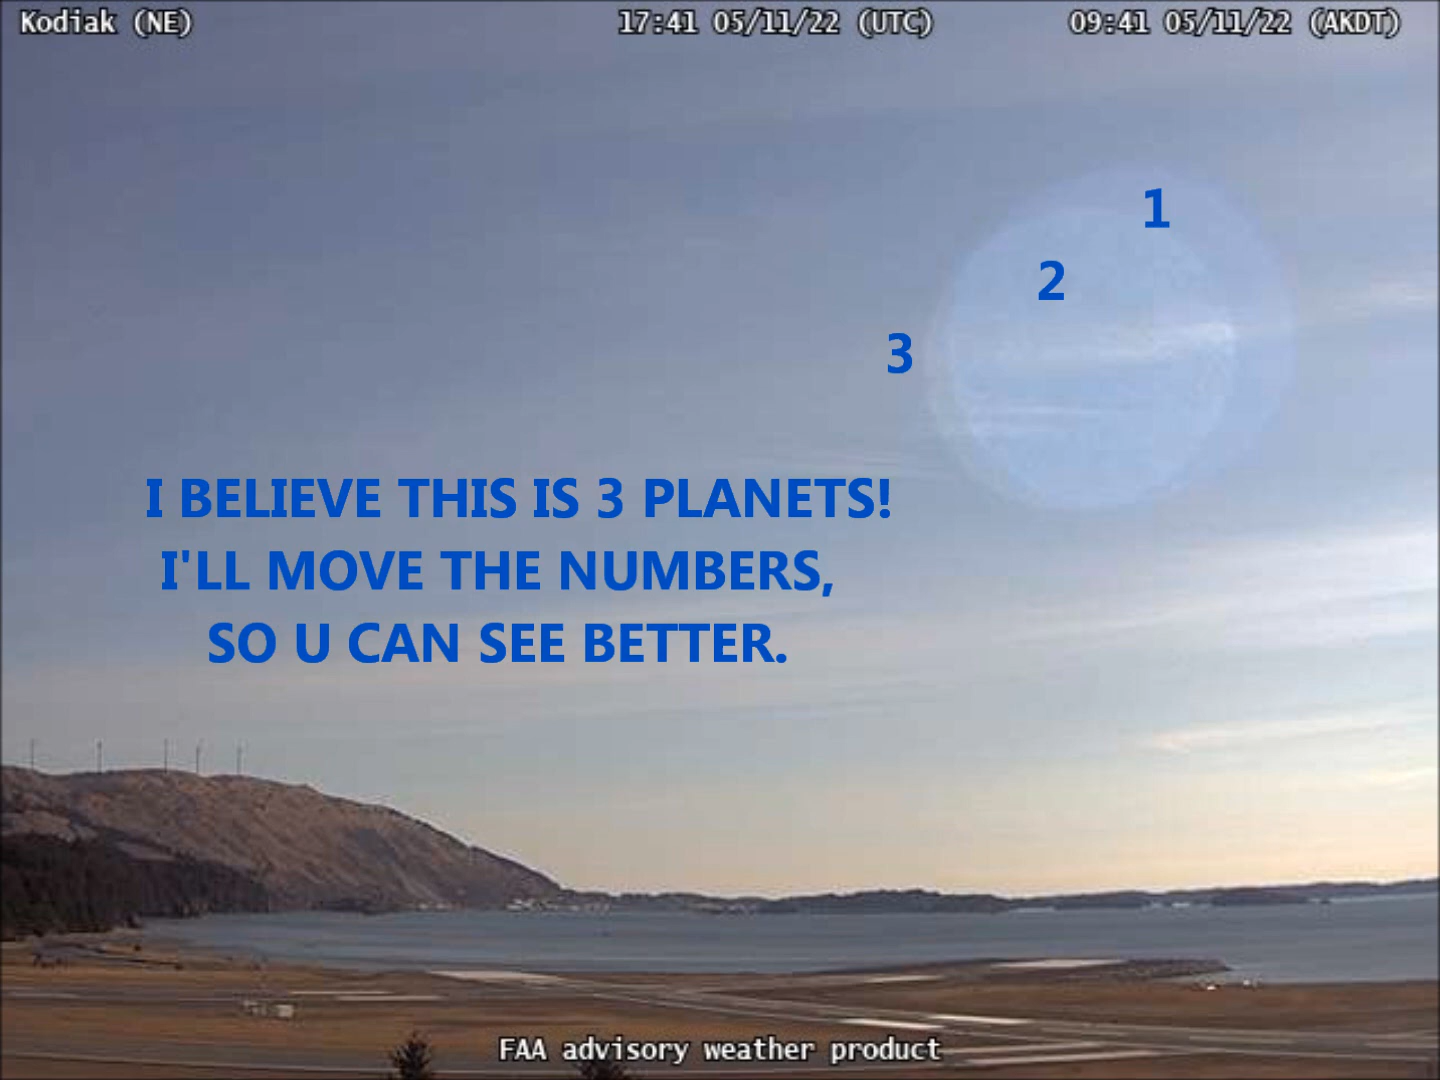 Kodiak (NE) 17:41 05/11/22 (UTC) 09:41 05/11/22 (AKDT)
1
2
3
I BELIEVE THIS IS 3 PLANETS!
I'LL MOVE THE NUMBERS,
SO U CAN SEE BETTER.
FAA advisory weather product